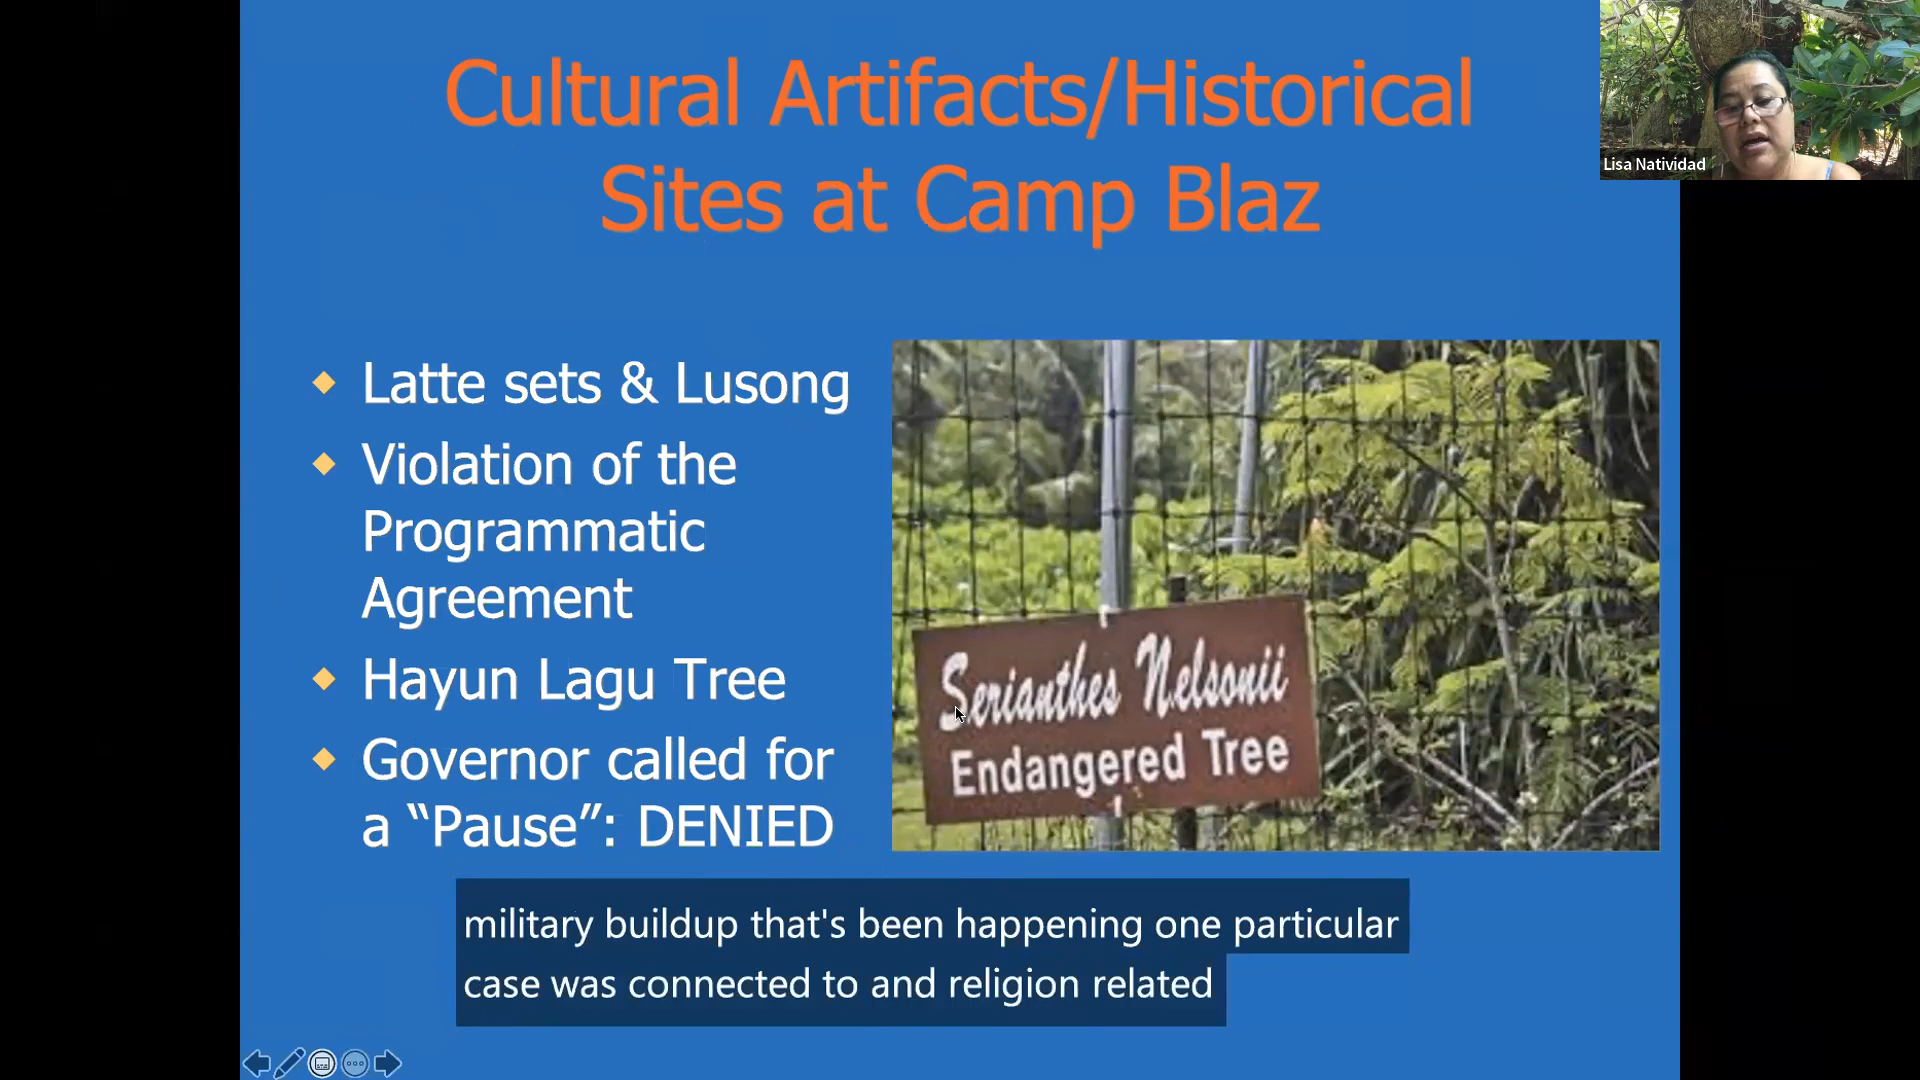 Cultural Artifacts/Historical
Sites at Camp Blaz
Lisa Natividad
Latte sets & Lusong
Violation of the
Programmatic
Agreement
Hayun Lagu Tree
Governor called for
a “Pause”: DENIED
Serianthes Nelsonii
Endangered Tree
military buildup that's been happening one particular
case was connected to and religion related